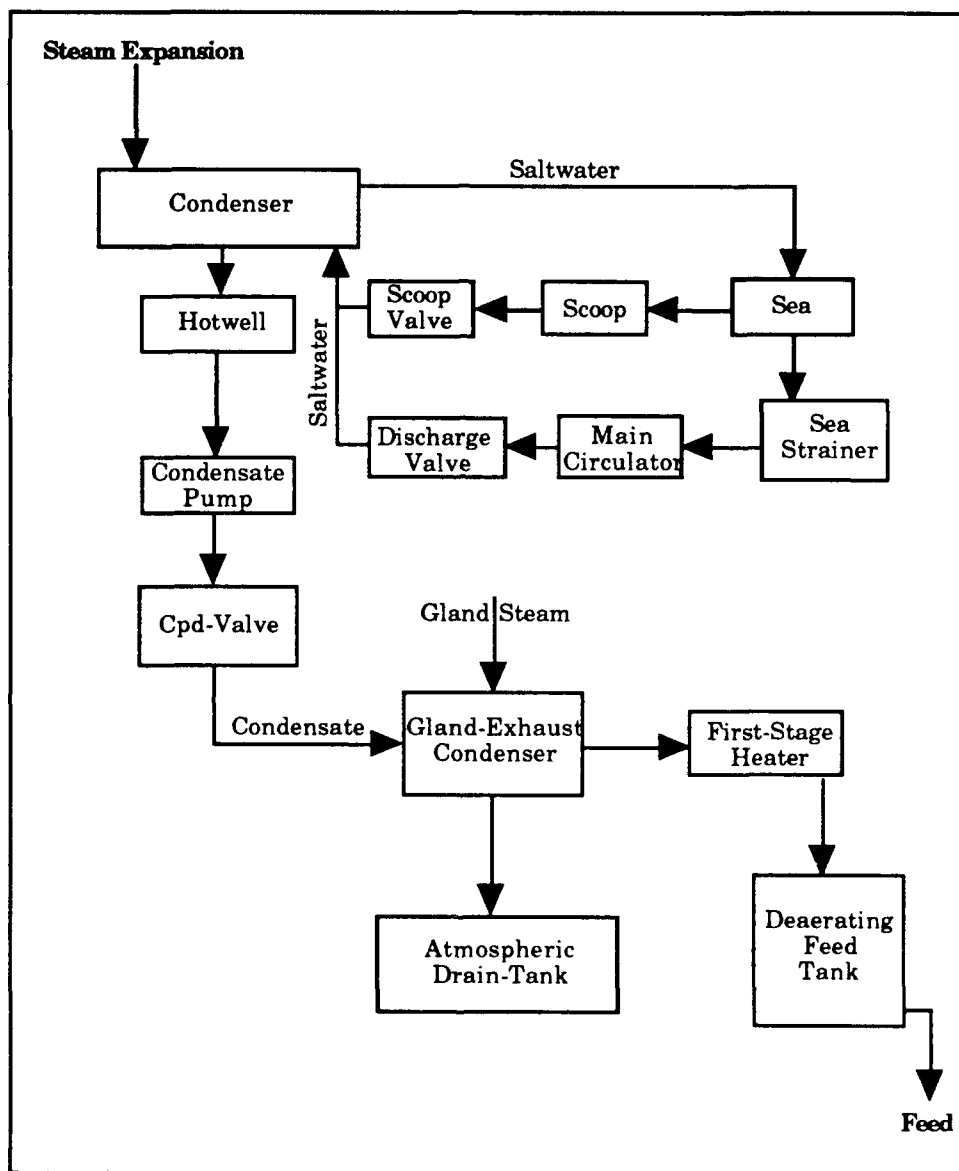 Steam Expansion
Saltwater
Condenser
Scoop
Valve
Scoop
Sea
Hotwell
Saltwater
Discharge
Valve
Main
Circulator
Sea
Strainer
Condensate
Pump
Cpd-Valve
Gland Steam
Condensate
Gland-Exhaust
Condenser
First-Stage
Heater
Atmospheric
Drain-Tank
Deaerating
Feed
Tank
Feed